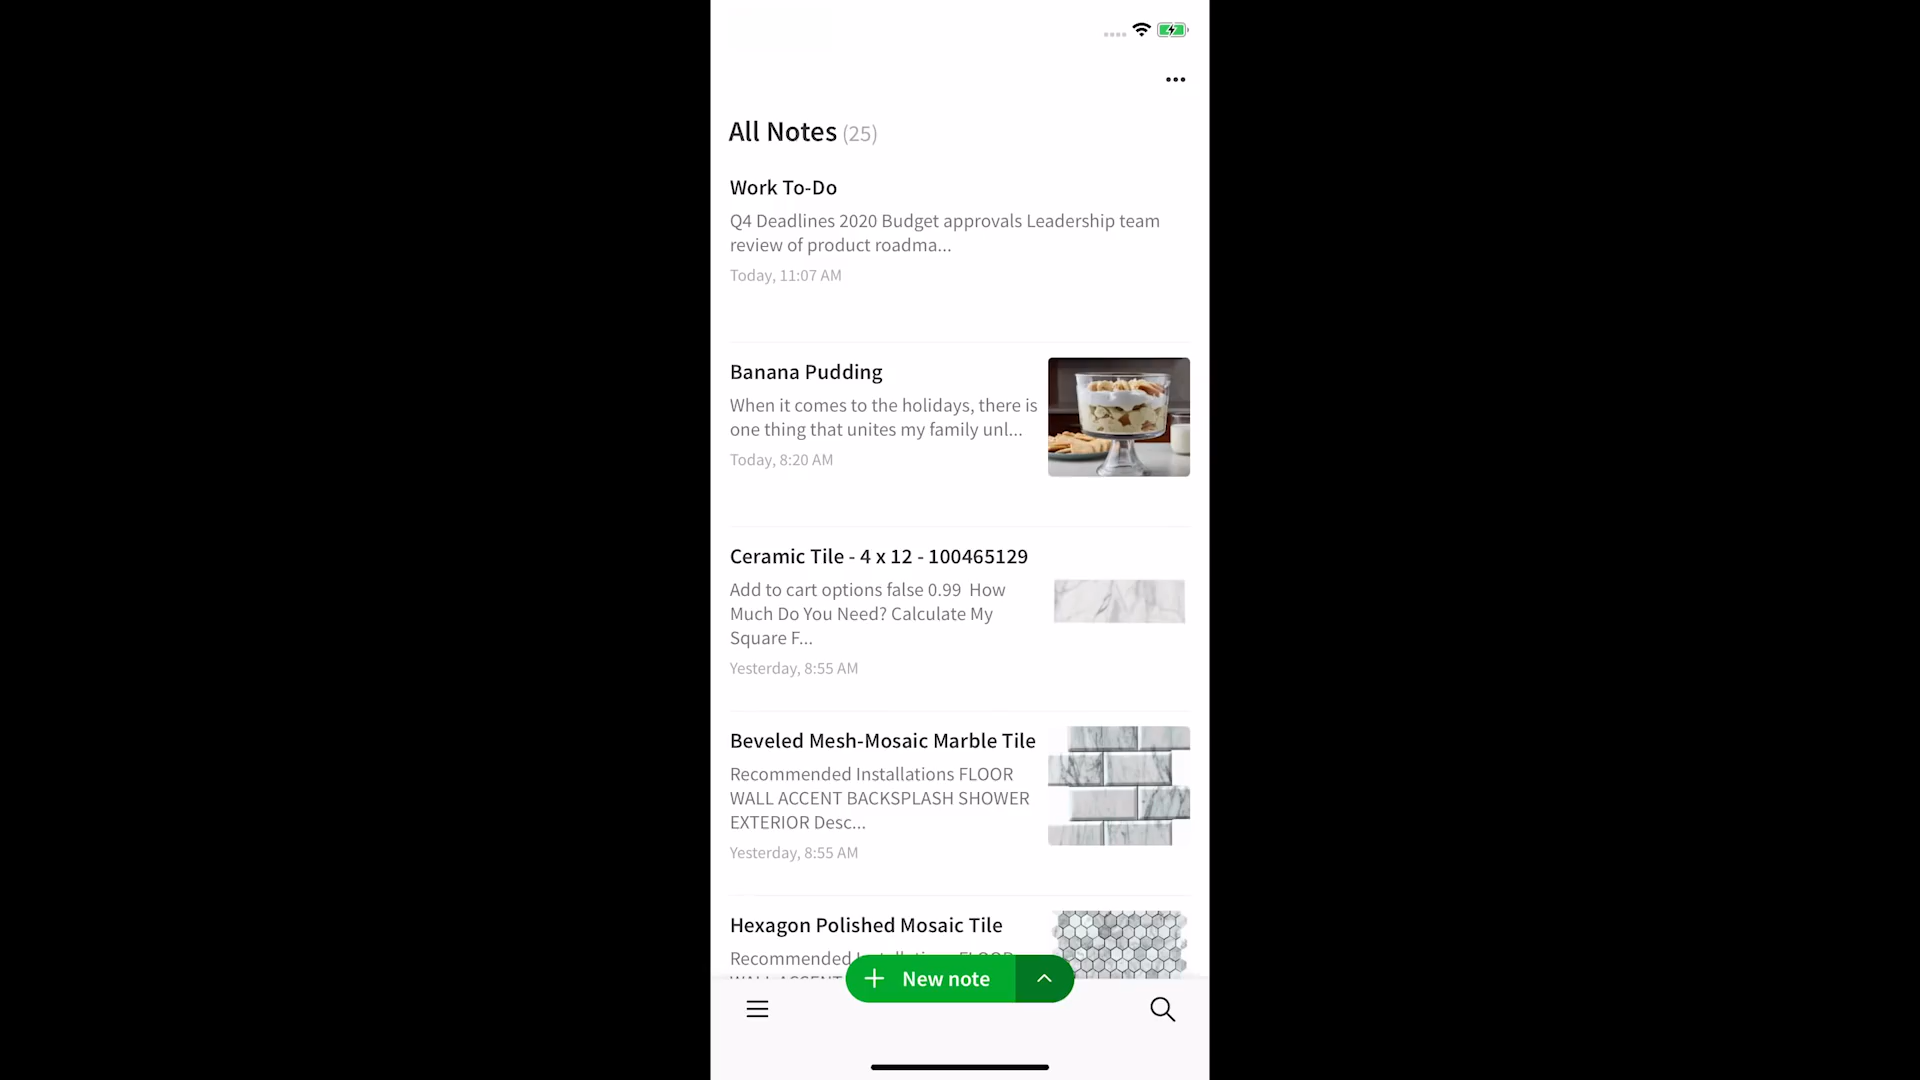 All Notes (25)
Work To-Do
Q4 Deadlines 2020 Budget approvals Leadership team
review of product roadma...
Today, 11:07 AM
Banana Pudding
When it comes to the holidays, there is
one thing that unites my family unl...
Today, 8:20 AM
Ceramic Tile - 4 x 12 - 100465129
Add to cart options false 0.99 How
Much Do You Need? Calculate My
Square F...
Yesterday, 8:55 AM
Beveled Mesh-Mosaic Marble Tile
Recommended Installations FLOOR
WALL ACCENT BACKSPLASH SHOWER
EXTERIOR Desc...
Yesterday, 8:55 AM
Hexagon Polished Mosaic Tile
Recommended
New note